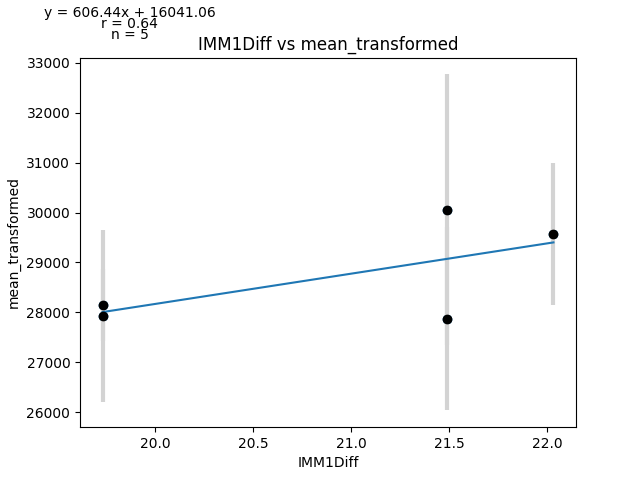 y = 606.44x + 16041.06
r = 0.64
n = 5
IMM1Diff vs mean_transformed
33000
32000
31000
30000
29000
28000
27000
26000
mean_transformed
20.0 20.5 21.0 21.5 22.0
IMM1Diff